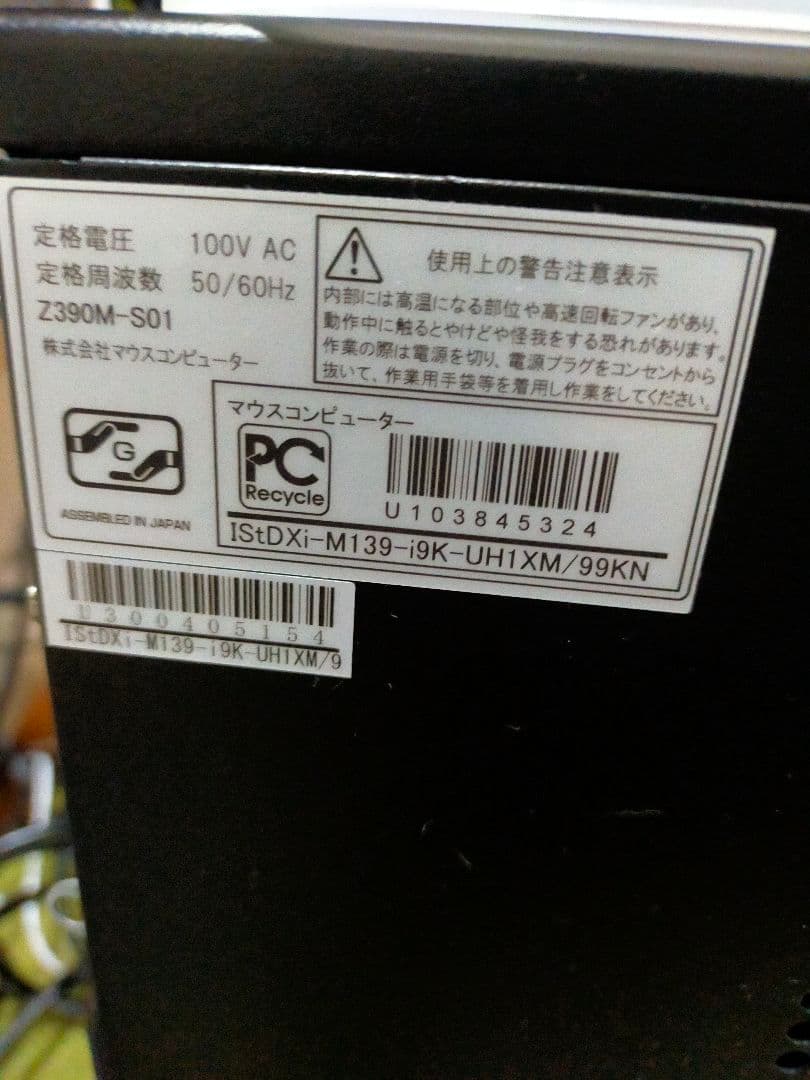 定格電圧 100V AC
定格周波数 50/60Hz
Z390M-S01
株式会社マウスコンピューター
使用上の警告注意表示
内部には高温になる部位や高速回転ファンがあり、
動作中に触るとやけどや怪我をする恐れがあります。
作業の際は電源を切り、電源プラグをコンセントから
抜いて、作業用手袋等を着用し作業をしてください。
G
ASSEMBLED IN JAPAN
マウスコンピューター
PC
Recycle
U103845324
IStDXi-M139-i9K-UH1XM/99KN
U300405154
IStDXi-M139-i9K-UH1XM/9